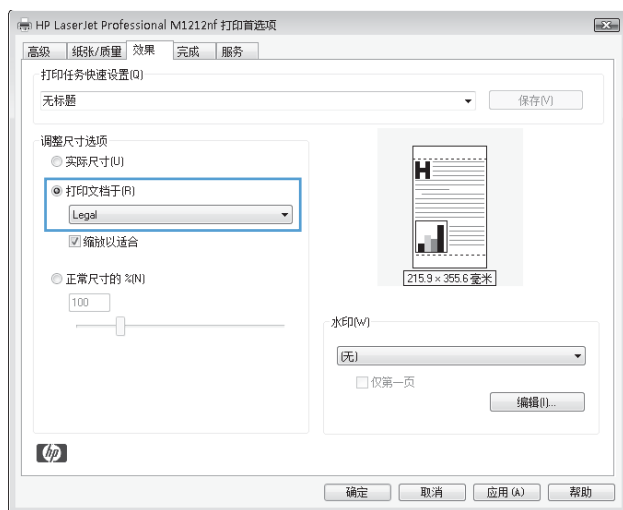 HP LaserJet Professional M1212nf 打印首选项
高级 纸张/质量 效果 完成 服务
打印任务快速设置(Q)
无标题 保存(V)
调整尺寸选项
实际尺寸(U)
打印文档于(R)
Legal
缩放以适合
正常尺寸的 %(N)
100
H
215.9 × 355.6 毫米
水印(W)
(无)
仅第一页
编辑(I)...
hp
确定 取消 应用(A) 帮助